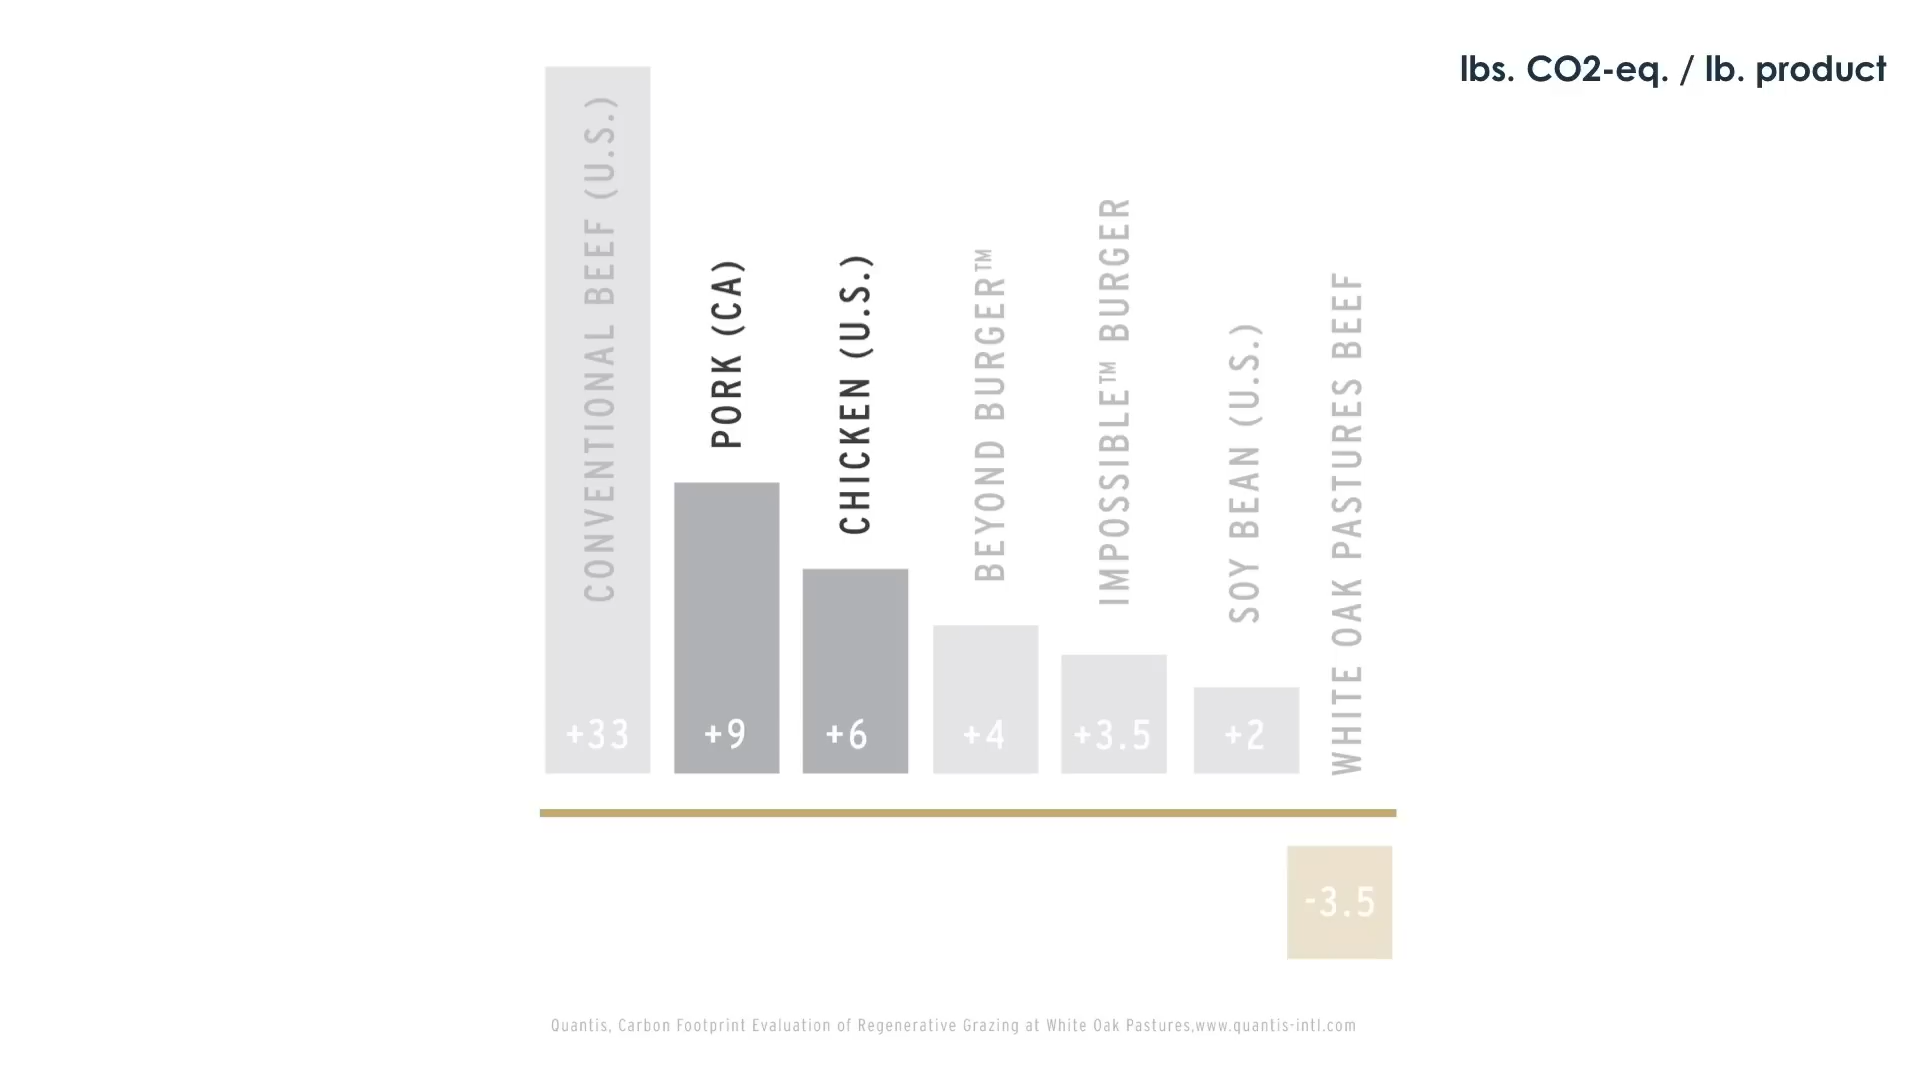 lbs. CO2-eq. / lb. product
CONVENTIONAL BEEF (U.S.)
PORK (CA)
CHICKEN (U.S.)
BEYOND BURGER™
IMPOSSIBLE™ BURGER
SOY BEAN (U.S.)
WHITE OAK PASTURES BEEF
+33
+9
+6
+4
+3.5
+2
-3.5
Quantis, Carbon Footprint Evaluation of Regenerative Grazing at White Oak Pastures,www.quantis-intl.com